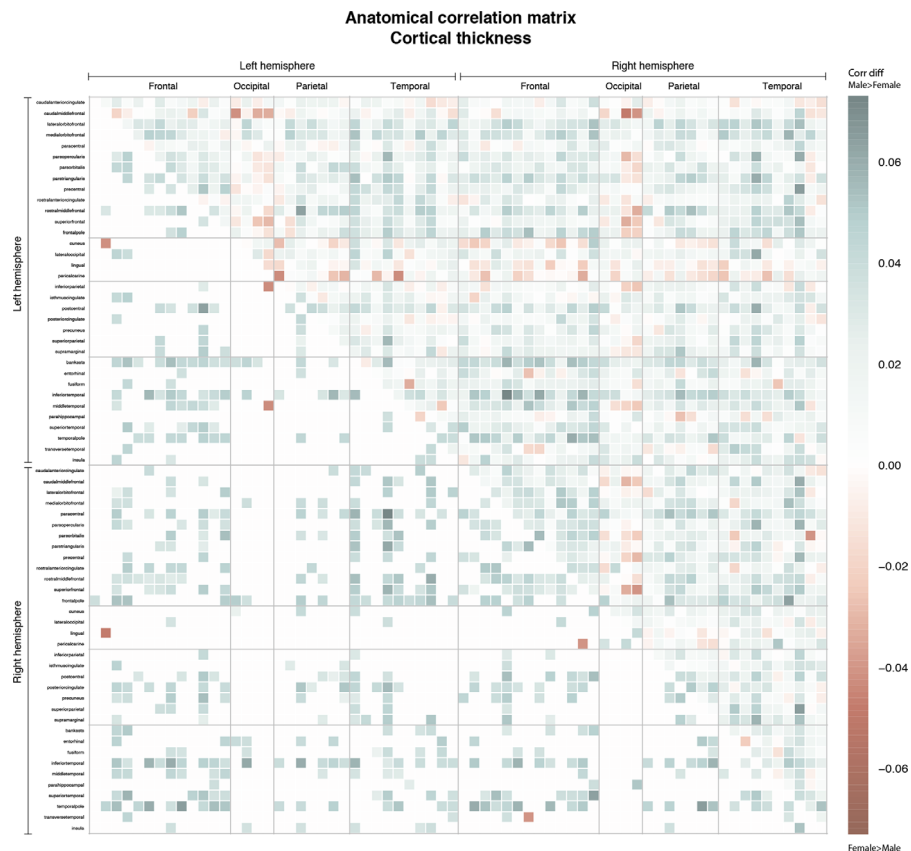 Anatomical correlation matrix
Cortical thickness
Left hemisphere
Right hemisphere
Frontal
Occipital
Parietal
Temporal
Frontal
Occipital
Parietal
Temporal
Corr diff
Male>Female
0.06
0.04
0.02
0.00
−0.02
−0.04
−0.06
Female>Male
Left hemisphere
caudalanteriorcingulate
caudalmiddlefrontal
lateralorbitofrontal
medialorbitofrontal
paracentral
parsopercularis
parsorbitalis
parstriangularis
precentral
rostralanteriorcingulate
rostralmiddlefrontal
superiorfrontal
frontalpole
cuneus
lateraloccipital
lingual
pericalcarine
inferiorparietal
isthmuscingulate
postcentral
posteriorcingulate
precuneus
superiorparietal
supramarginal
bankssts
entorhinal
fusiform
inferiortemporal
middletemporal
parahippocampal
superiortemporal
temporalpole
transversetemporal
insula
Right hemisphere
caudalanteriorcingulate
caudalmiddlefrontal
lateralorbitofrontal
medialorbitofrontal
paracentral
parsopercularis
parsorbitalis
parstriangularis
precentral
rostralanteriorcingulate
rostralmiddlefrontal
superiorfrontal
frontalpole
cuneus
lateraloccipital
lingual
pericalcarine
inferiorparietal
isthmuscingulate
postcentral
posteriorcingulate
precuneus
superiorparietal
supramarginal
bankssts
entorhinal
fusiform
inferiortemporal
middletemporal
parahippocampal
superiortemporal
temporalpole
transversetemporal
insula